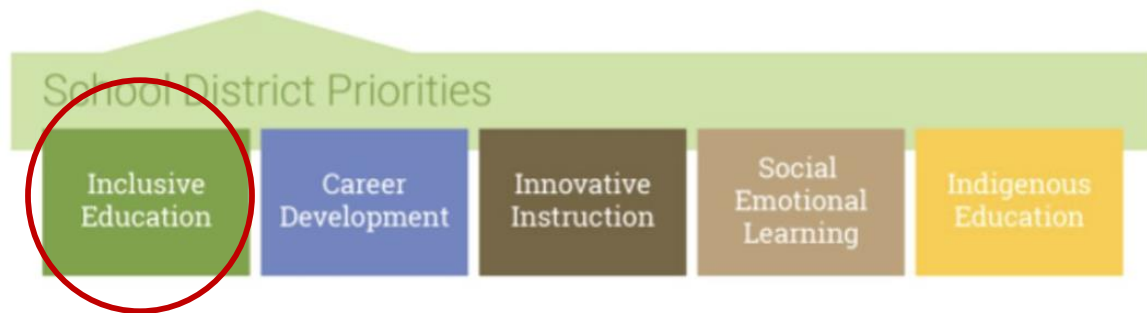 School District Priorities
Inclusive
Education
Career
Development
Innovative
Instruction
Social
Emotional
Learning
Indigenous
Education